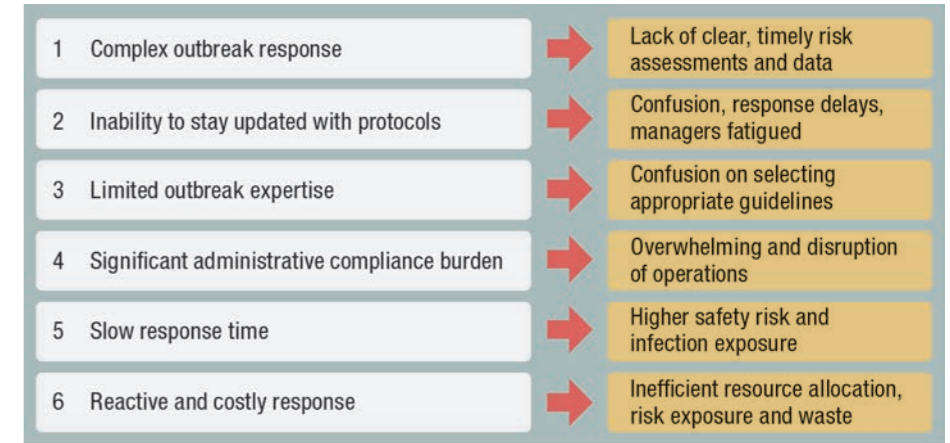 1 Complex outbreak response
Lack of clear, timely risk
assessments and data
2 Inability to stay updated with protocols
Confusion, response delays,
managers fatigued
3 Limited outbreak expertise
Confusion on selecting
appropriate guidelines
4 Significant administrative compliance burden
Overwhelming and disruption
of operations
5 Slow response time
Higher safety risk and
infection exposure
6 Reactive and costly response
Inefficient resource allocation,
risk exposure and waste